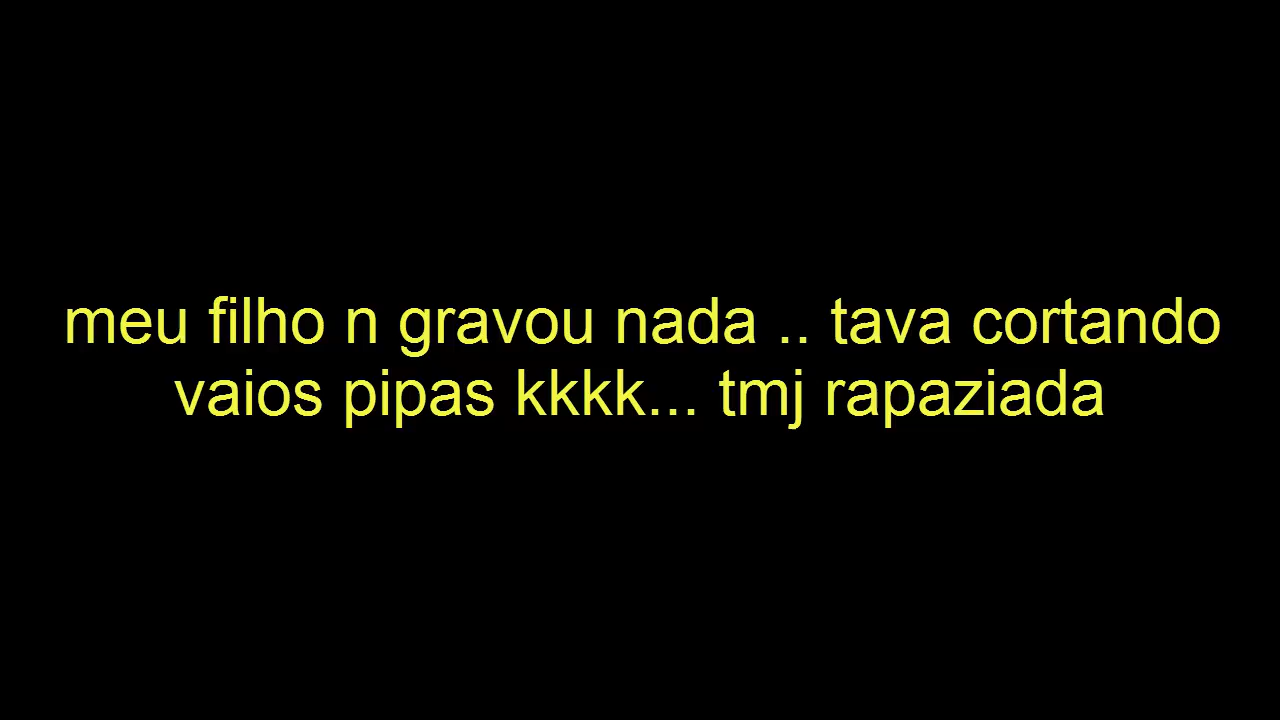 meu filho n gravou nada .. tava cortando
vaios pipas kkkk... tmj rapaziada